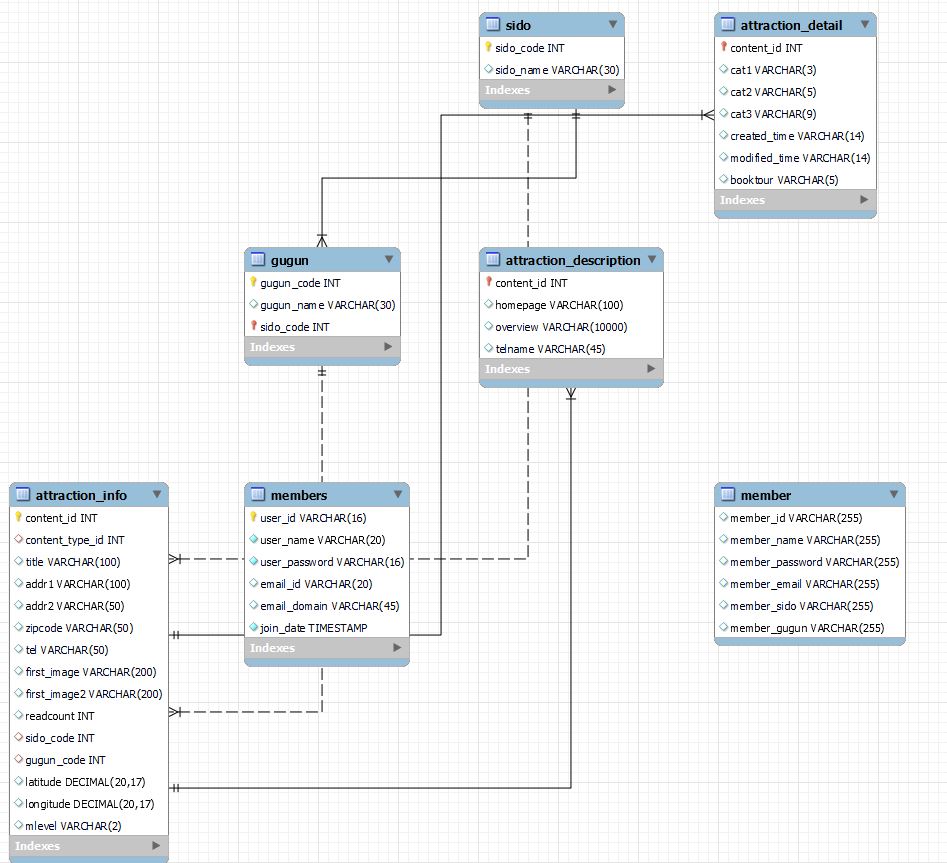 sido
sido_code INT
sido_name VARCHAR(30)
Indexes
attraction_detail
content_id INT
cat1 VARCHAR(3)
cat2 VARCHAR(5)
cat3 VARCHAR(9)
created_time VARCHAR(14)
modified_time VARCHAR(14)
booktour VARCHAR(5)
Indexes
gugun
gugun_code INT
gugun_name VARCHAR(30)
sido_code INT
Indexes
attraction_description
content_id INT
homepage VARCHAR(100)
overview VARCHAR(10000)
telname VARCHAR(45)
Indexes
attraction_info
content_id INT
content_type_id INT
title VARCHAR(100)
addr1 VARCHAR(100)
addr2 VARCHAR(50)
zipcode VARCHAR(50)
tel VARCHAR(50)
first_image VARCHAR(200)
first_image2 VARCHAR(200)
readcount INT
sido_code INT
gugun_code INT
latitude DECIMAL(20,17)
longitude DECIMAL(20,17)
mlevel VARCHAR(2)
Indexes
members
user_id VARCHAR(16)
user_name VARCHAR(20)
user_password VARCHAR(16)
email_id VARCHAR(20)
email_domain VARCHAR(45)
join_date TIMESTAMP
Indexes
member
member_id VARCHAR(255)
member_name VARCHAR(255)
member_password VARCHAR(255)
member_email VARCHAR(255)
member_sido VARCHAR(255)
member_gugun VARCHAR(255)